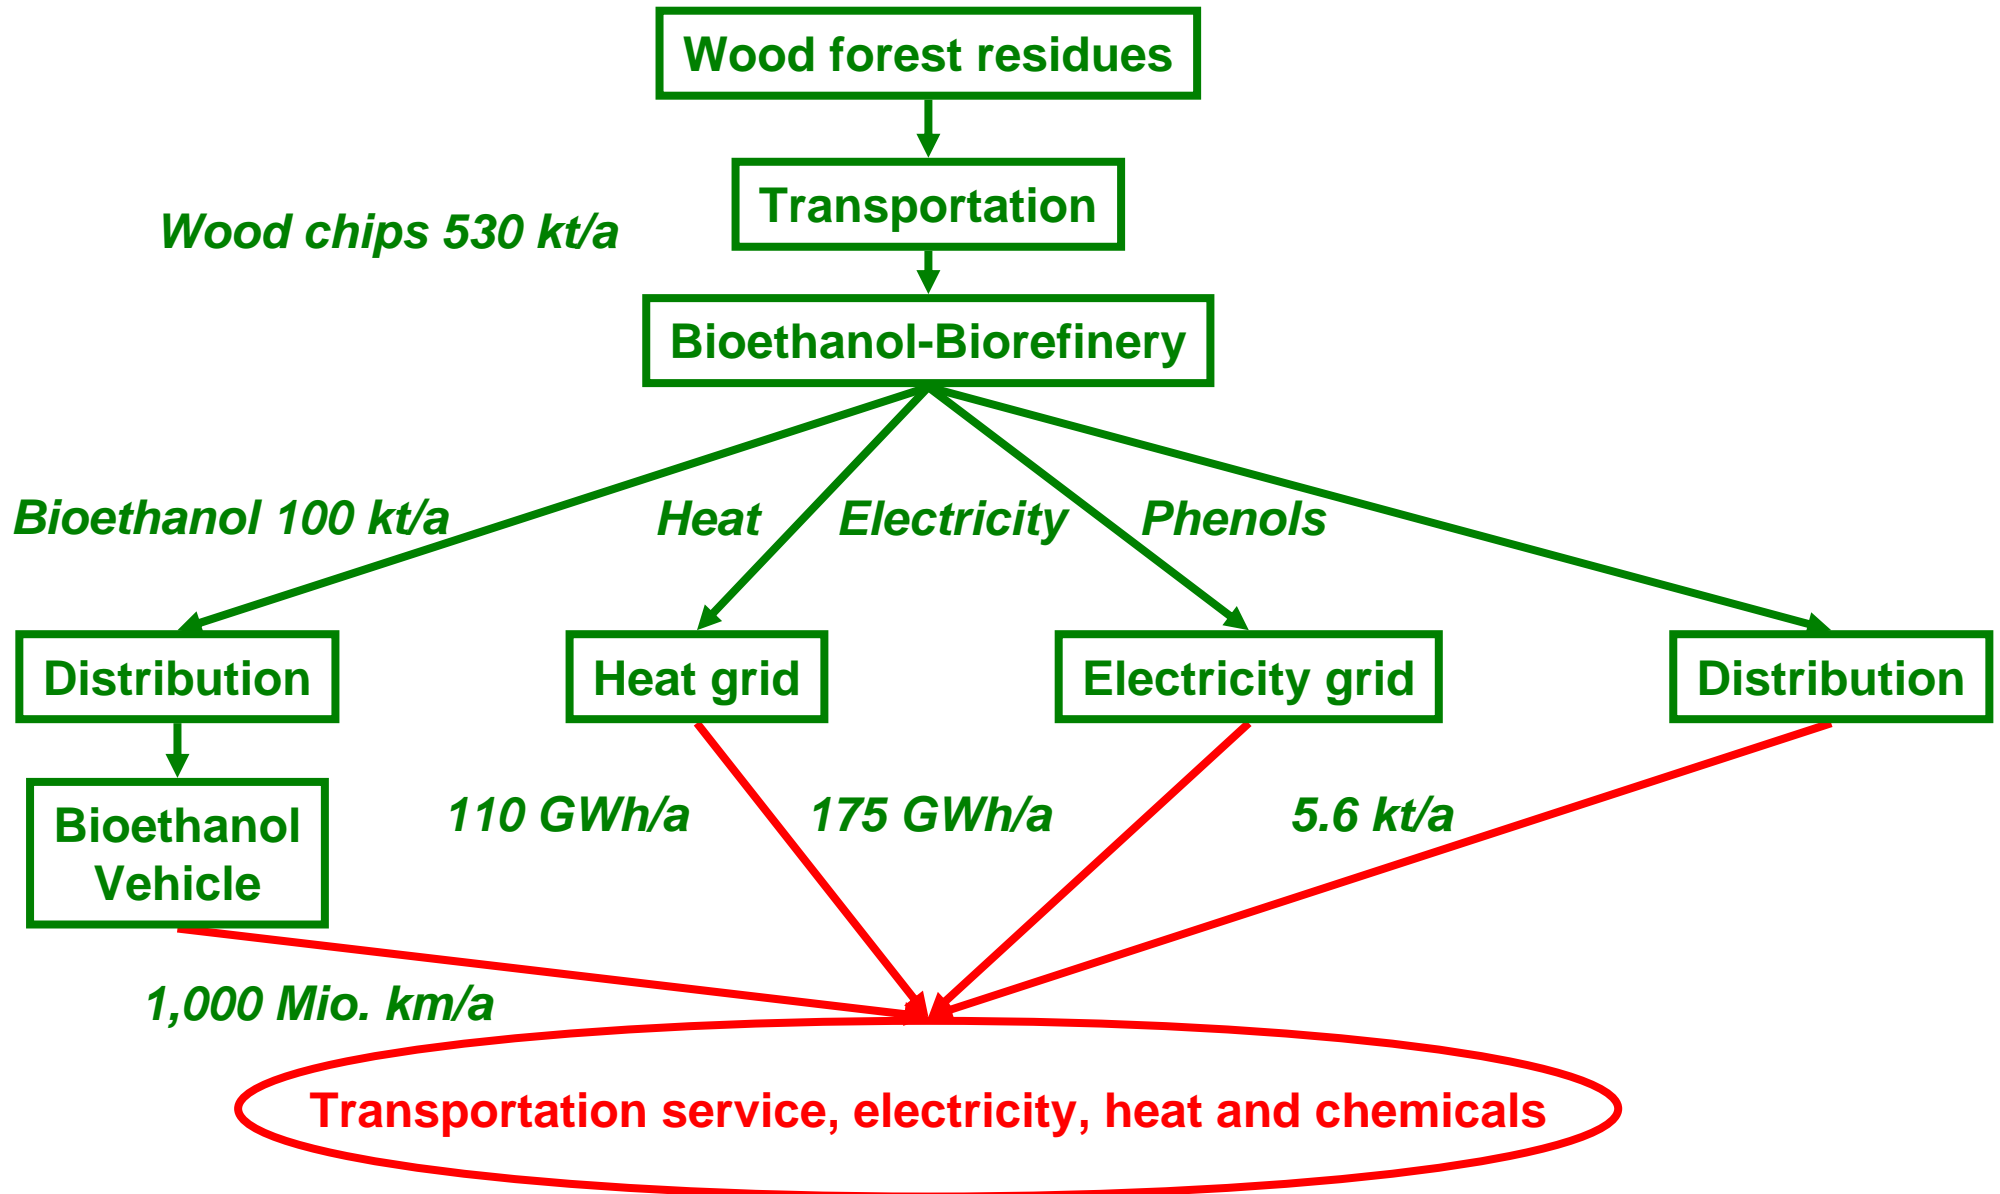 Wood forest residues
Transportation
Wood chips 530 kt/a
Bioethanol-Biorefinery
Bioethanol 100 kt/a
Heat
Electricity
Phenols
Distribution
Heat grid
Electricity grid
Distribution
Bioethanol
Vehicle
110 GWh/a
175 GWh/a
5.6 kt/a
1,000 Mio. km/a
Transportation service, electricity, heat and chemicals